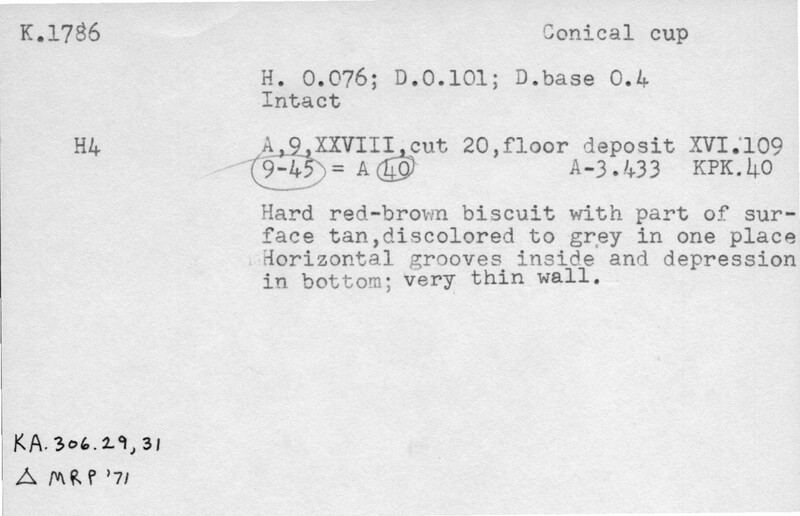 K.1786 Conical cup
H. 0.076; D.0.101; D.base 0.4
Intact
H4 A,9,XXVIII,cut 20,floor deposit XVI.109
9-45 = A 40 A-3.433 KPK.40
Hard red-brown biscuit with part of sur-
face tan,discolored to grey in one place
Horizontal grooves inside and depression
in bottom; very thin wall.
KA.306.29,31
△ MRP '71